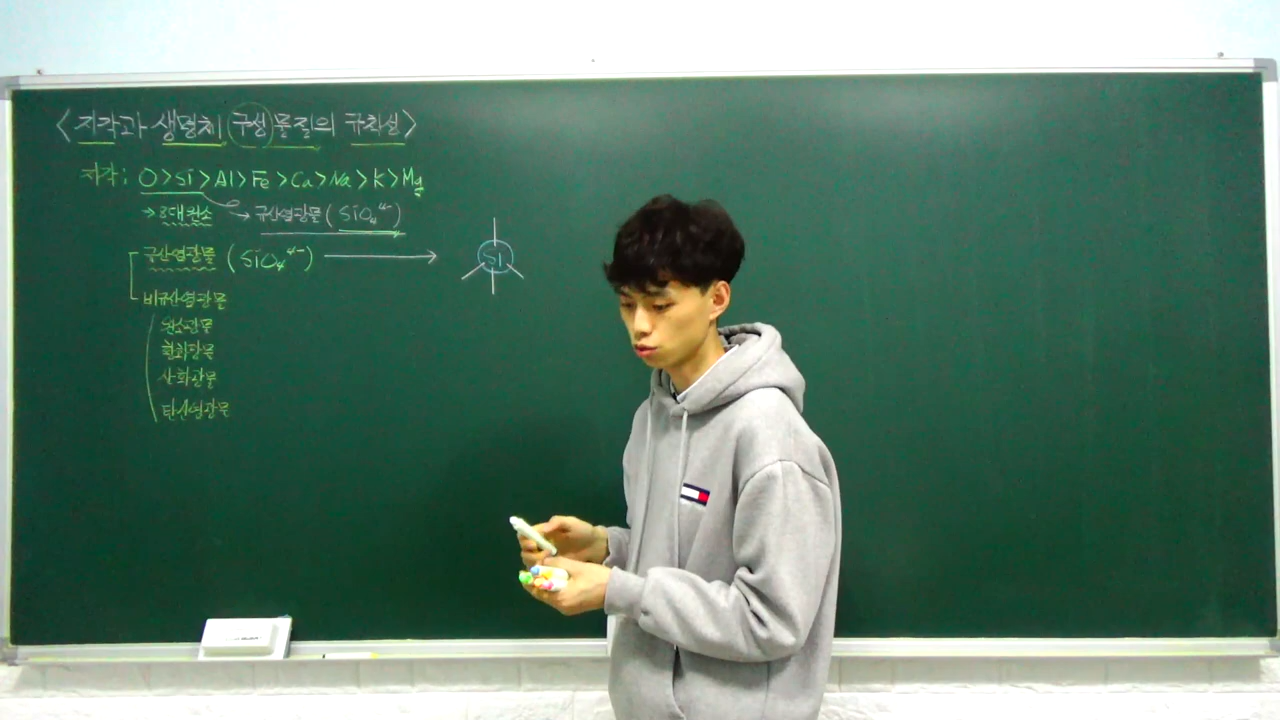 <지각과 생명체 구성 물질의 규칙성>
지각: O>Si>Al>Fe>Ca>Na>K>Mg
→8대원소 → 규산염광물(SiO₄⁴⁻)
규산염광물 (SiO₄⁴⁻) →
Si
비규산염광물
원소광물
황화광물
산화광물
탄산염광물